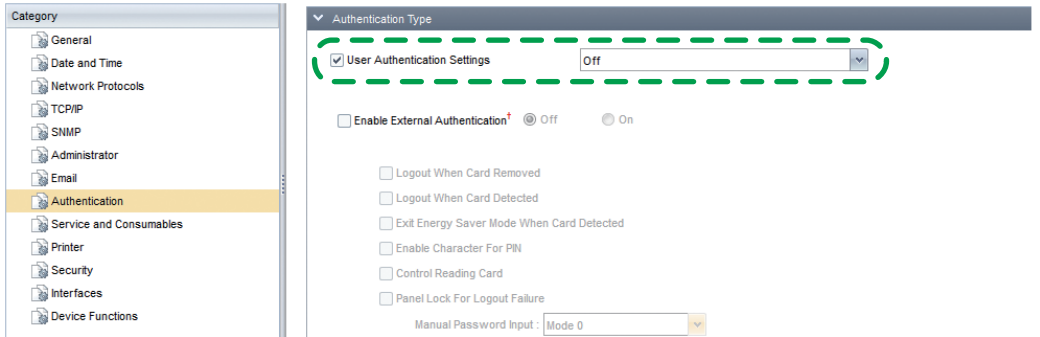 Category
General
Date and Time
Network Protocols
TCP/IP
SNMP
Administrator
Email
Authentication
Service and Consumables
Printer
Security
Interfaces
Device Functions
Authentication Type
User Authentication Settings Off
Enable External Authentication† Off On
Logout When Card Removed
Logout When Card Detected
Exit Energy Saver Mode When Card Detected
Enable Character For PIN
Control Reading Card
Panel Lock For Logout Failure
Manual Password Input : Mode 0